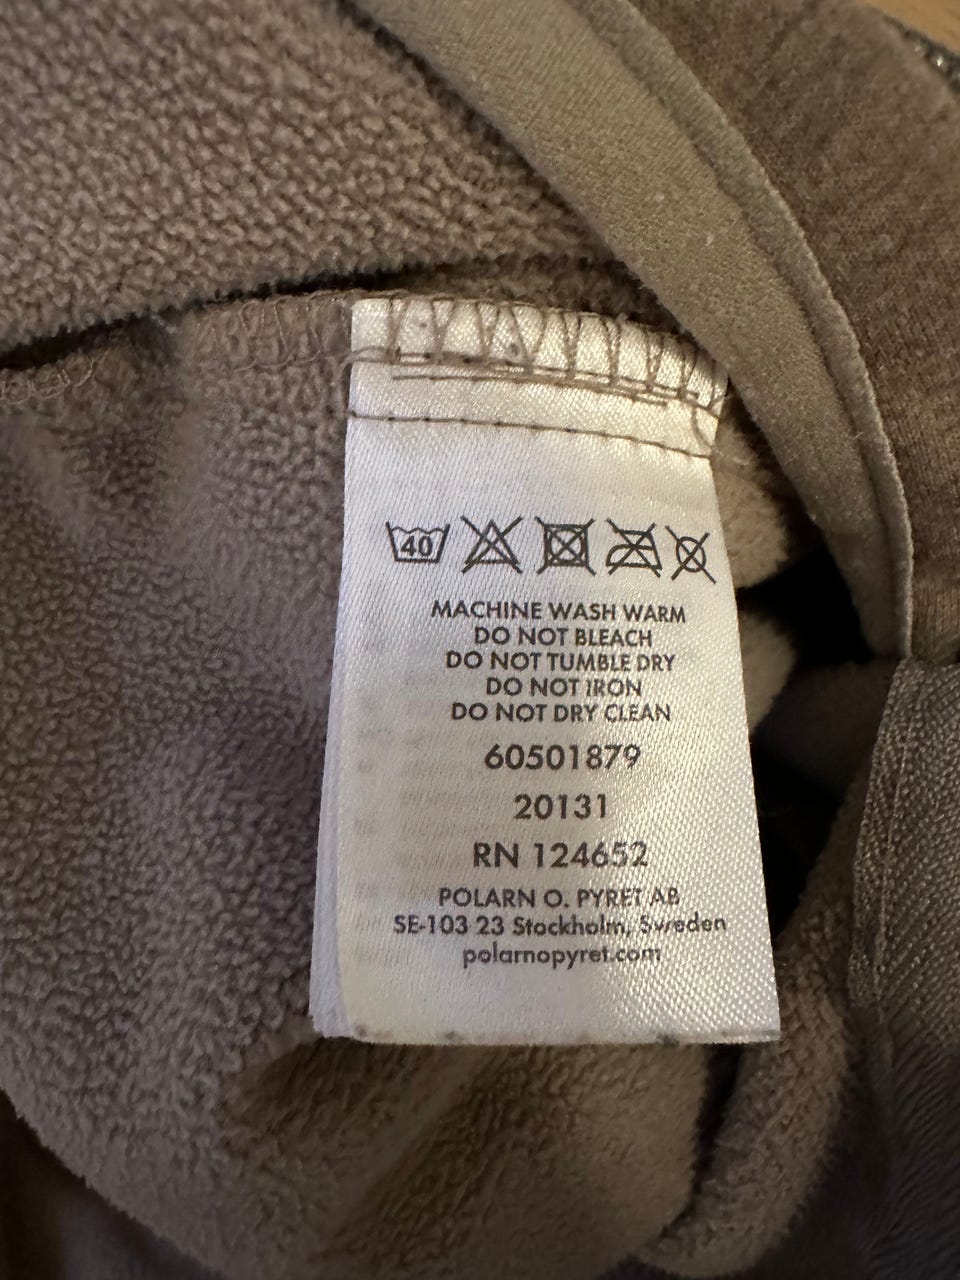 40
MACHINE WASH WARM
DO NOT BLEACH
DO NOT TUMBLE DRY
DO NOT IRON
DO NOT DRY CLEAN
60501879
20131
RN 124652
POLARN O. PYRET AB
SE-103 23 Stockholm, Sweden
polarnopyret.com